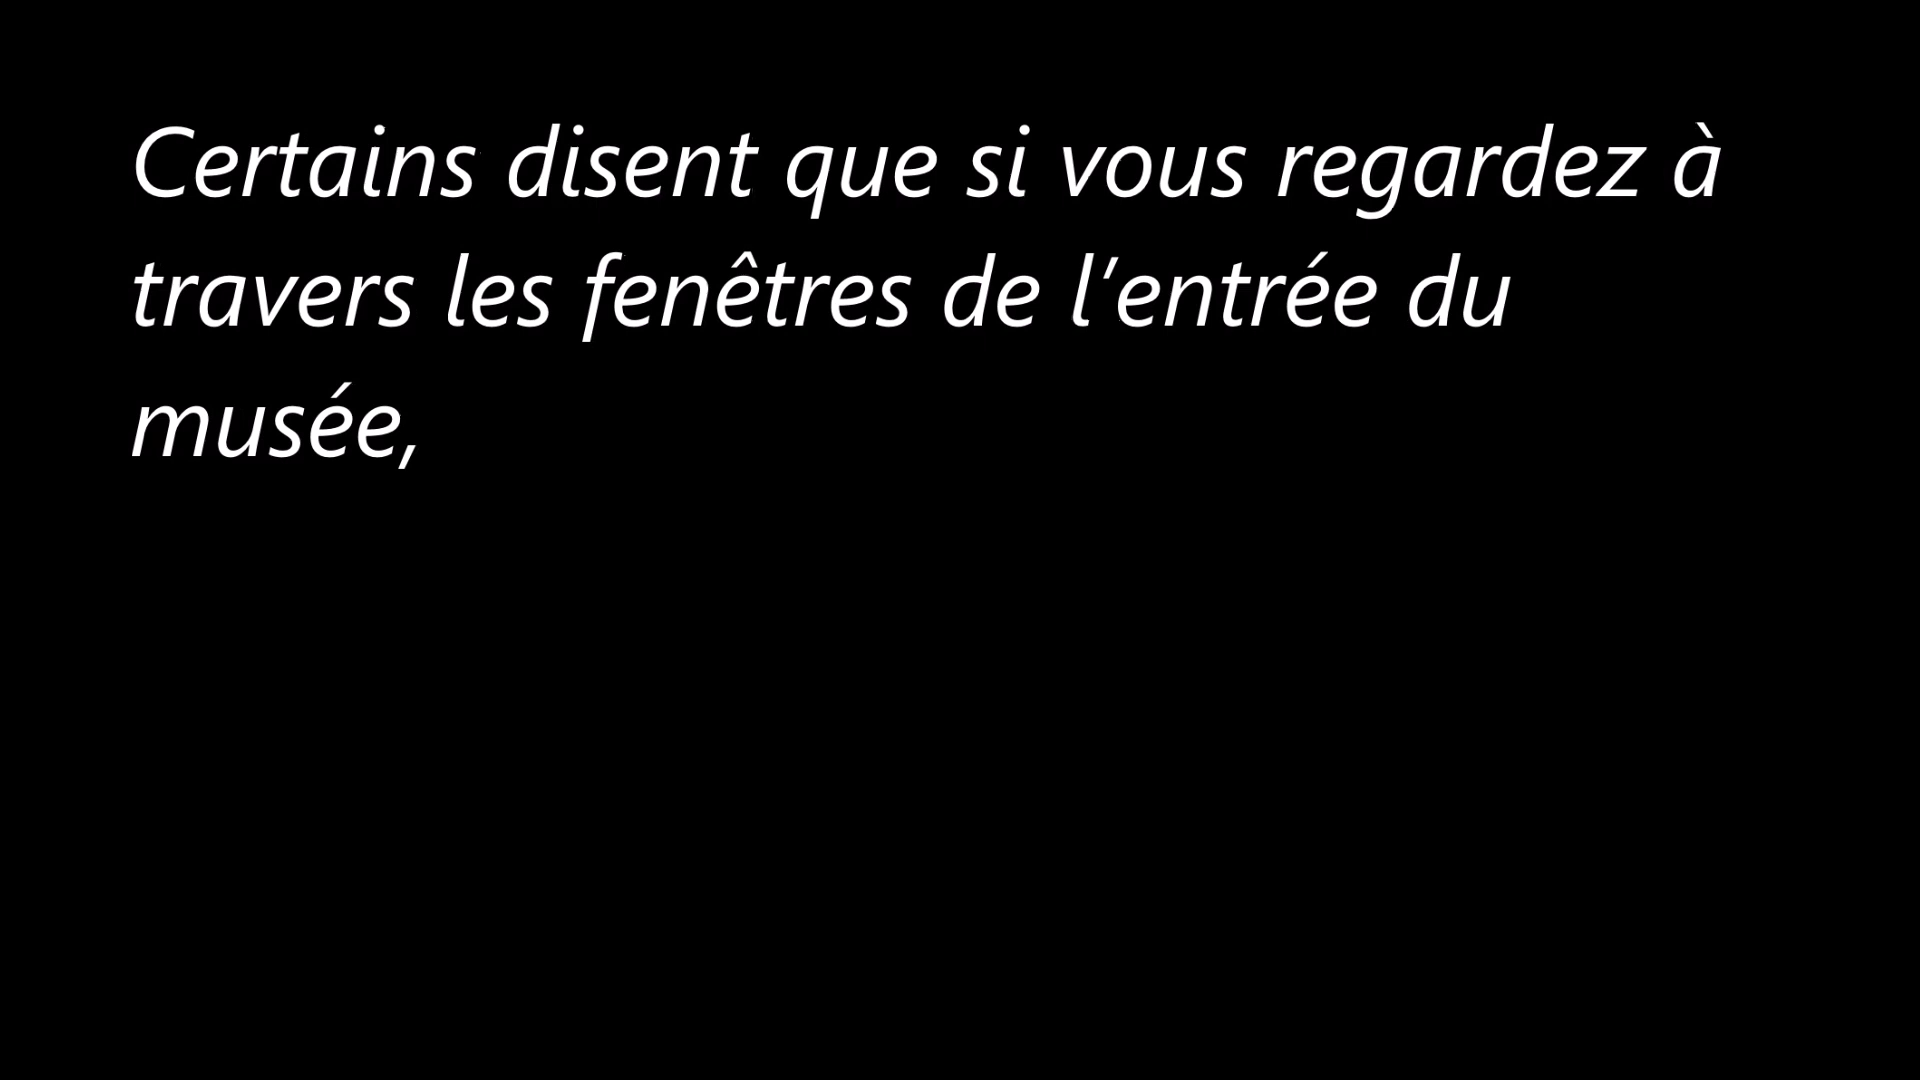 Certains disent que si vous regardez à
travers les fenêtres de l'entrée du
musée,